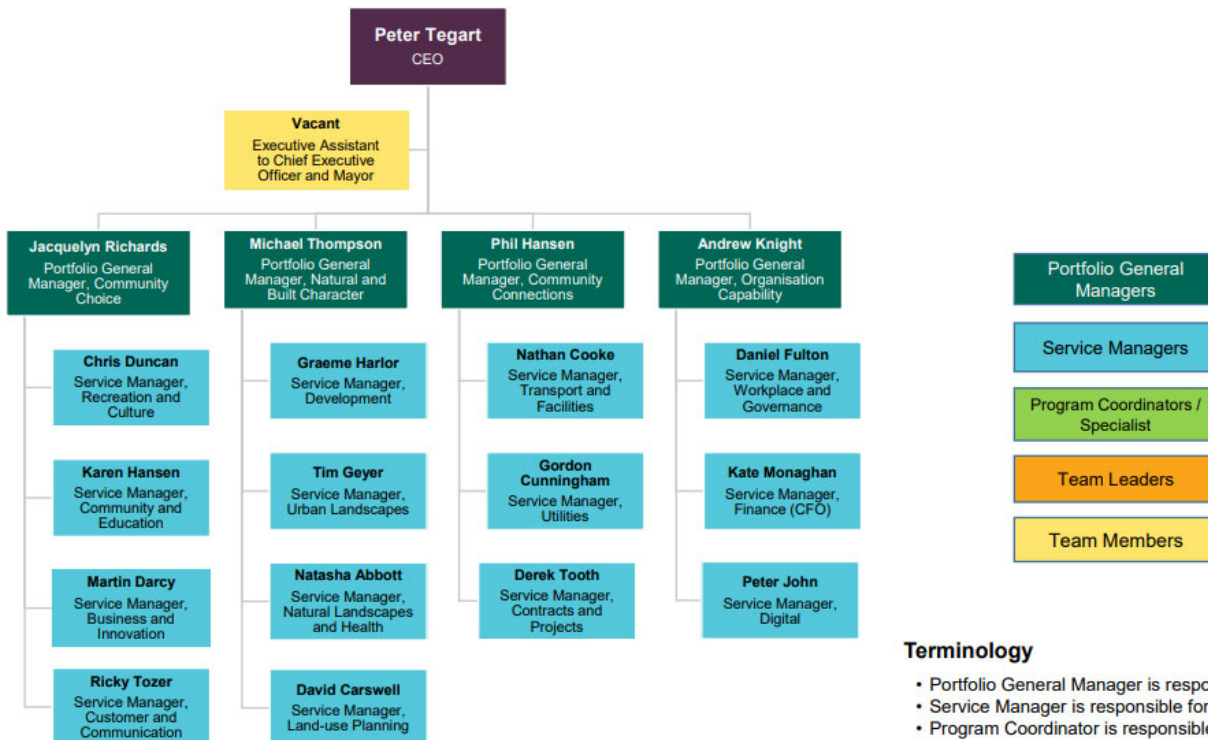 Peter Tegart
CEO
Vacant
Executive Assistant
to Chief Executive
Officer and Mayor
Jacquelyn Richards
Portfolio General
Manager, Community
Choice
Michael Thompson
Portfolio General
Manager, Natural and
Built Character
Phil Hansen
Portfolio General
Manager, Community
Connections
Andrew Knight
Portfolio General
Manager, Organisation
Capability
Chris Duncan
Service Manager,
Recreation and
Culture
Karen Hansen
Service Manager,
Community and
Education
Martin Darcy
Service Manager,
Business and
Innovation
Ricky Tozer
Service Manager,
Customer and
Communication
Graeme Harlor
Service Manager,
Development
Tim Geyer
Service Manager,
Urban Landscapes
Natasha Abbott
Service Manager,
Natural Landscapes
and Health
David Carswell
Service Manager,
Land-use Planning
Nathan Cooke
Service Manager,
Transport and
Facilities
Gordon
Cunningham
Service Manager,
Utilities
Derek Tooth
Service Manager,
Contracts and
Projects
Daniel Fulton
Service Manager,
Workplace and
Governance
Kate Monaghan
Service Manager,
Finance (CFO)
Peter John
Service Manager,
Digital
Portfolio General
Managers
Service Managers
Program Coordinators /
Specialist
Team Leaders
Team Members
Terminology
• Portfolio General Manager is respo
• Service Manager is responsible for
• Program Coordinator is responsible